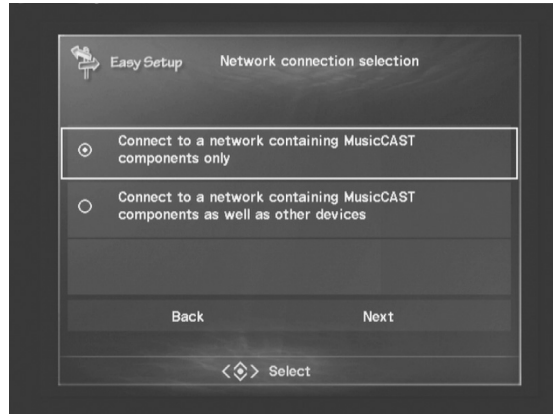 Easy Setup Network connection selection
Connect to a network containing MusicCAST
components only
Connect to a network containing MusicCAST
components as well as other devices
Back Next
Select